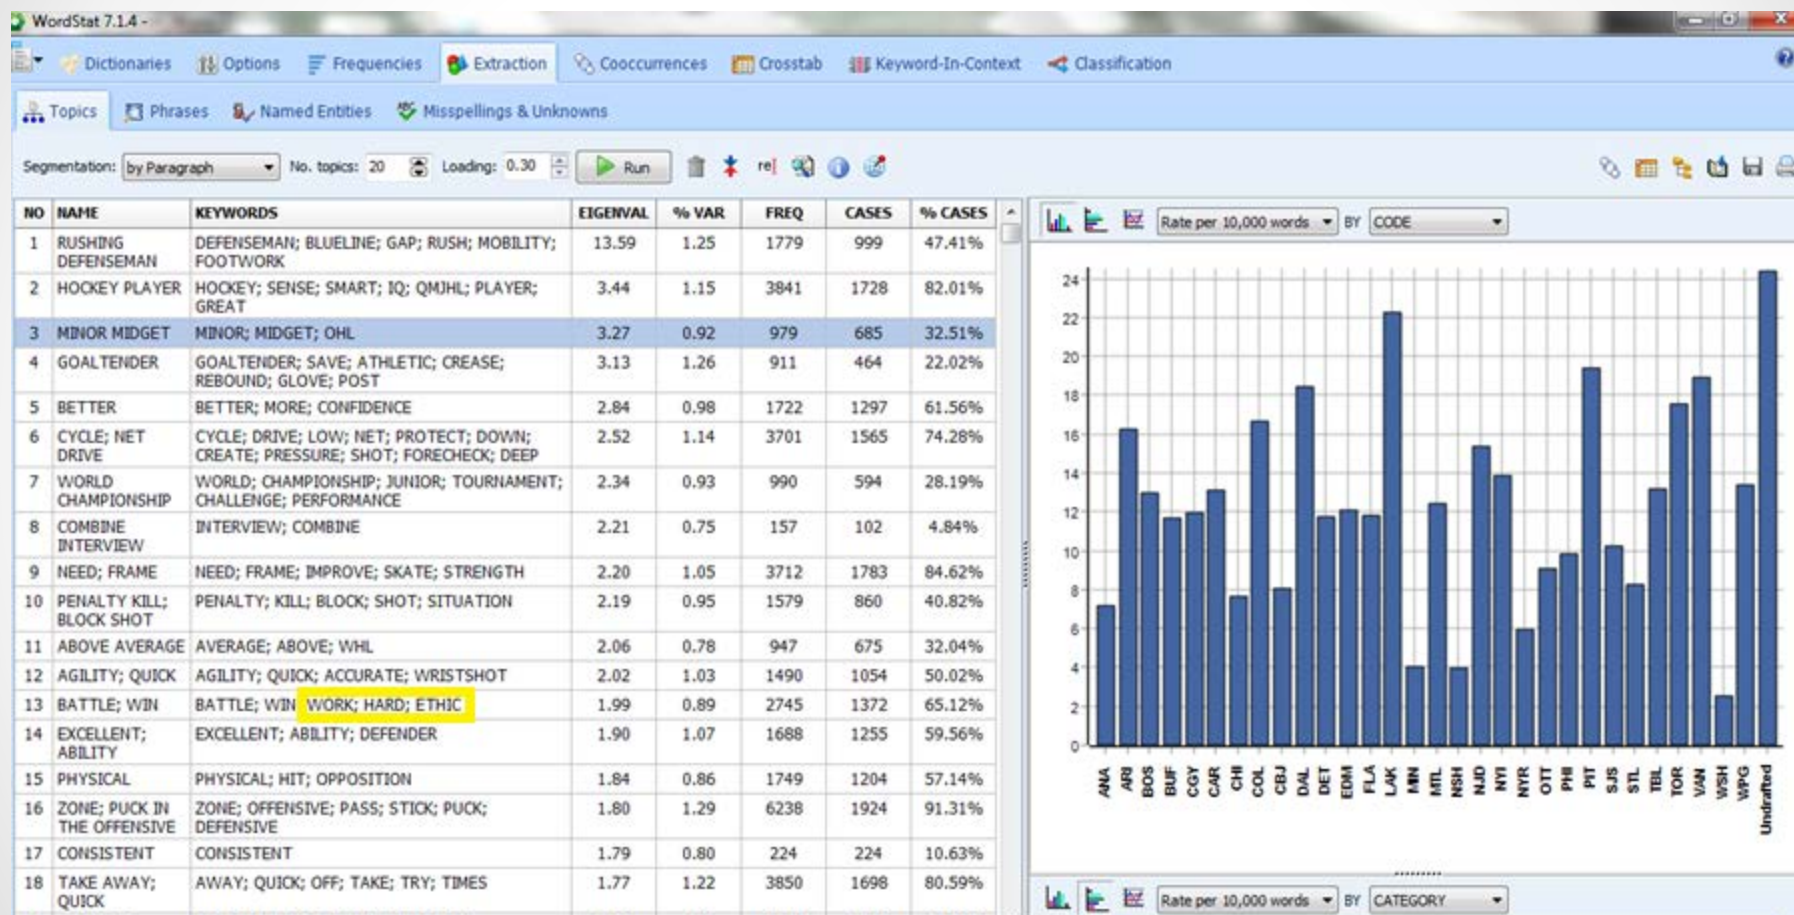 WordStat 7.1.4 -
Dictionaries Options Frequencies Extraction Cooccurrences Crosstab Keyword-In-Context Classification
Topics Phrases Named Entities Misspellings & Unknowns
Segmentation: by Paragraph No. topics: 20 Loading: 0.30 Run re|
NO NAME KEYWORDS EIGENVAL % VAR FREQ CASES % CASES
1 RUSHING DEFENSEMAN; BLUELINE; GAP; RUSH; MOBILITY; 13.59 1.25 1779 999 47.41%
DEFENSEMAN FOOTWORK
2 HOCKEY PLAYER HOCKEY; SENSE; SMART; IQ; QMJHL; PLAYER; 3.44 1.15 3841 1728 82.01%
GREAT
3 MINOR MIDGET MINOR; MIDGET; OHL 3.27 0.92 979 685 32.51%
4 GOALTENDER GOALTENDER; SAVE; ATHLETIC; CREASE; 3.13 1.26 911 464 22.02%
REBOUND; GLOVE; POST
5 BETTER BETTER; MORE; CONFIDENCE 2.84 0.98 1722 1297 61.56%
6 CYCLE; NET CYCLE; DRIVE; LOW; NET; PROTECT; DOWN; 2.52 1.14 3701 1565 74.28%
DRIVE CREATE; PRESSURE; SHOT; FORECHECK; DEEP
7 WORLD WORLD; CHAMPIONSHIP; JUNIOR; TOURNAMENT; 2.34 0.93 990 594 28.19%
CHAMPIONSHIP CHALLENGE; PERFORMANCE
8 COMBINE INTERVIEW; COMBINE 2.21 0.75 157 102 4.84%
INTERVIEW
9 NEED; FRAME NEED; FRAME; IMPROVE; SKATE; STRENGTH 2.20 1.05 3712 1783 84.62%
10 PENALTY KILL; PENALTY; KILL; BLOCK; SHOT; SITUATION 2.19 0.95 1579 860 40.82%
BLOCK SHOT
11 ABOVE AVERAGE AVERAGE; ABOVE; WHL 2.06 0.78 947 675 32.04%
12 AGILITY; QUICK AGILITY; QUICK; ACCURATE; WRISTSHOT 2.02 1.03 1490 1054 50.02%
13 BATTLE; WIN BATTLE; WIN WORK; HARD; ETHIC 1.99 0.89 2745 1372 65.12%
14 EXCELLENT; EXCELLENT; ABILITY; DEFENDER 1.90 1.07 1688 1255 59.56%
ABILITY
15 PHYSICAL PHYSICAL; HIT; OPPOSITION 1.84 0.86 1749 1204 57.14%
16 ZONE; PUCK IN ZONE; OFFENSIVE; PASS; STICK; PUCK; 1.80 1.29 6238 1924 91.31%
THE OFFENSIVE DEFENSIVE
17 CONSISTENT CONSISTENT 1.79 0.80 224 224 10.63%
18 TAKE AWAY; AWAY; QUICK; OFF; TAKE; TRY; TIMES 1.77 1.22 3850 1698 80.59%
QUICK
Rate per 10,000 words BY CODE
24
22
20
18
16
14
12
10
8
6
4
2
0
ANA ARI BOS BUF CGY CAR CHI COL CBJ DAL DET EDM FLA LAK MIN MTL NSH NJD NYI NYR OTT PHI PIT SJS STL TBL TOR VAN WSH WPG Undrafted
Rate per 10,000 words BY CATEGORY